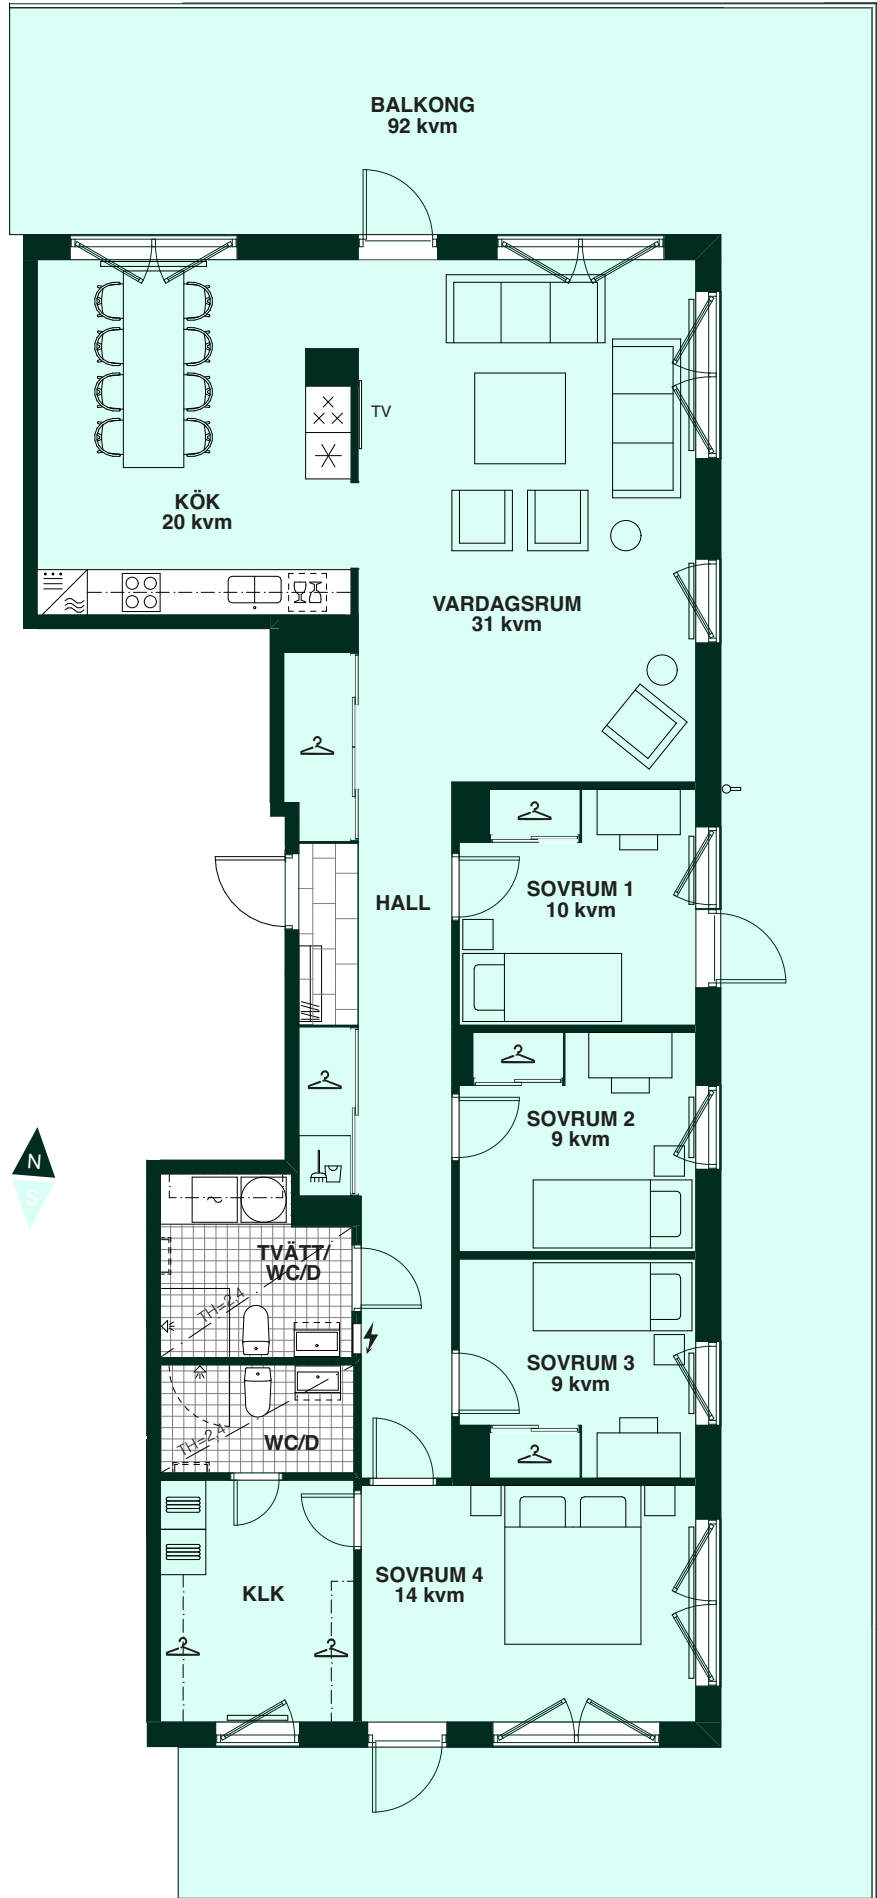 BALKONG
92 kvm
TV
KÖK
20 kvm
VARDAGSRUM
31 kvm
HALL
SOVRUM 1
10 kvm
SOVRUM 2
9 kvm
N
S
TVÄTT/
WC/D
TH=2,4
SOVRUM 3
9 kvm
WC/D
TH=2,4
SOVRUM 4
14 kvm
KLK